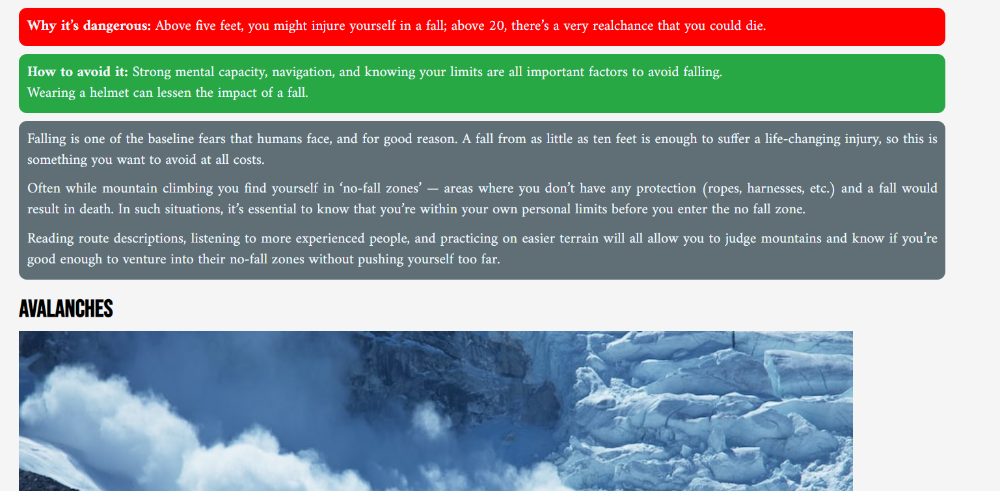 Why it’s dangerous: Above five feet, you might injure yourself in a fall; above 20, there’s a very realchance that you could die.
How to avoid it: Strong mental capacity, navigation, and knowing your limits are all important factors to avoid falling.
Wearing a helmet can lessen the impact of a fall.
Falling is one of the baseline fears that humans face, and for good reason. A fall from as little as ten feet is enough to suffer a life-changing injury, so this is
something you want to avoid at all costs.
Often while mountain climbing you find yourself in ‘no-fall zones’ — areas where you don’t have any protection (ropes, harnesses, etc.) and a fall would
result in death. In such situations, it’s essential to know that you’re within your own personal limits before you enter the no fall zone.
Reading route descriptions, listening to more experienced people, and practicing on easier terrain will all allow you to judge mountains and know if you’re
good enough to venture into their no-fall zones without pushing yourself too far.
AVALANCHES